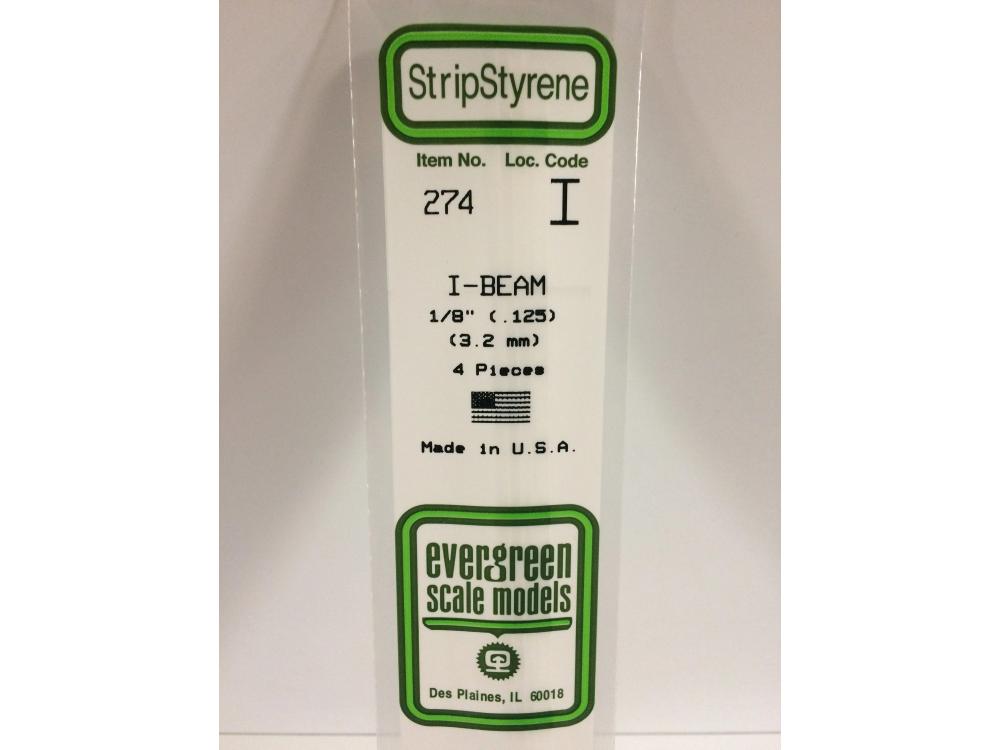 StripStyrene
Item No. Loc. Code
274 I
I-BEAM
1/8" (.125)
(3.2 mm)
4 Pieces
Made in U.S.A.
evergreen
scale models
Des Plaines, IL 60018